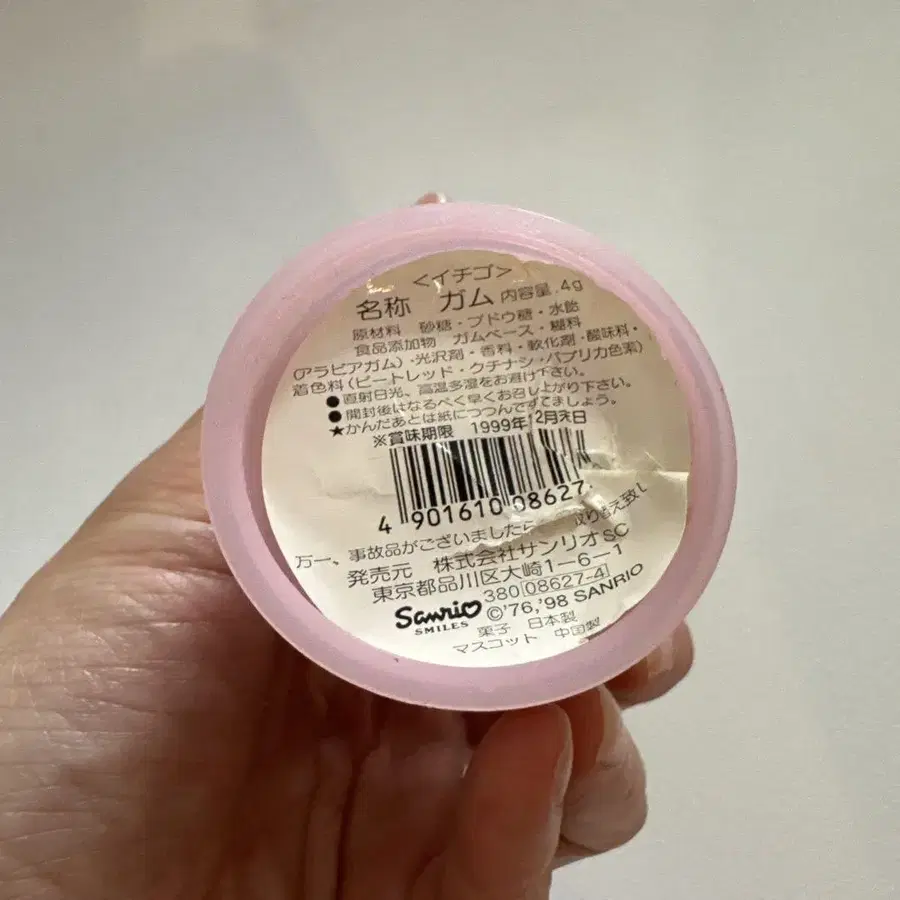 <イチゴ>
名称 ガム 内容量 4g
原材料 砂糖・ブドウ糖・水飴
食品添加物 ガムベース・糊料
(アラビアガム)・光沢剤・香料・軟化剤・酸味料・
着色料(ビートレッド・クチナシ・パプリカ色素)
●直射日光、高温多湿をお避け下さい。
●開封後はなるべく早くお召し上がり下さい。
★かんだあとは紙につつんですてましょう。
※賞味期限 1999年12月末日
4 901610 08627
万一、事故品がございました 取り替え致し
発売元 株式会社サンリオSC
東京都品川区大崎1-6-1
380 08627-4
Sanrio SMILES ©'76,'98 SANRIO
菓子 日本製
マスコット 中国製